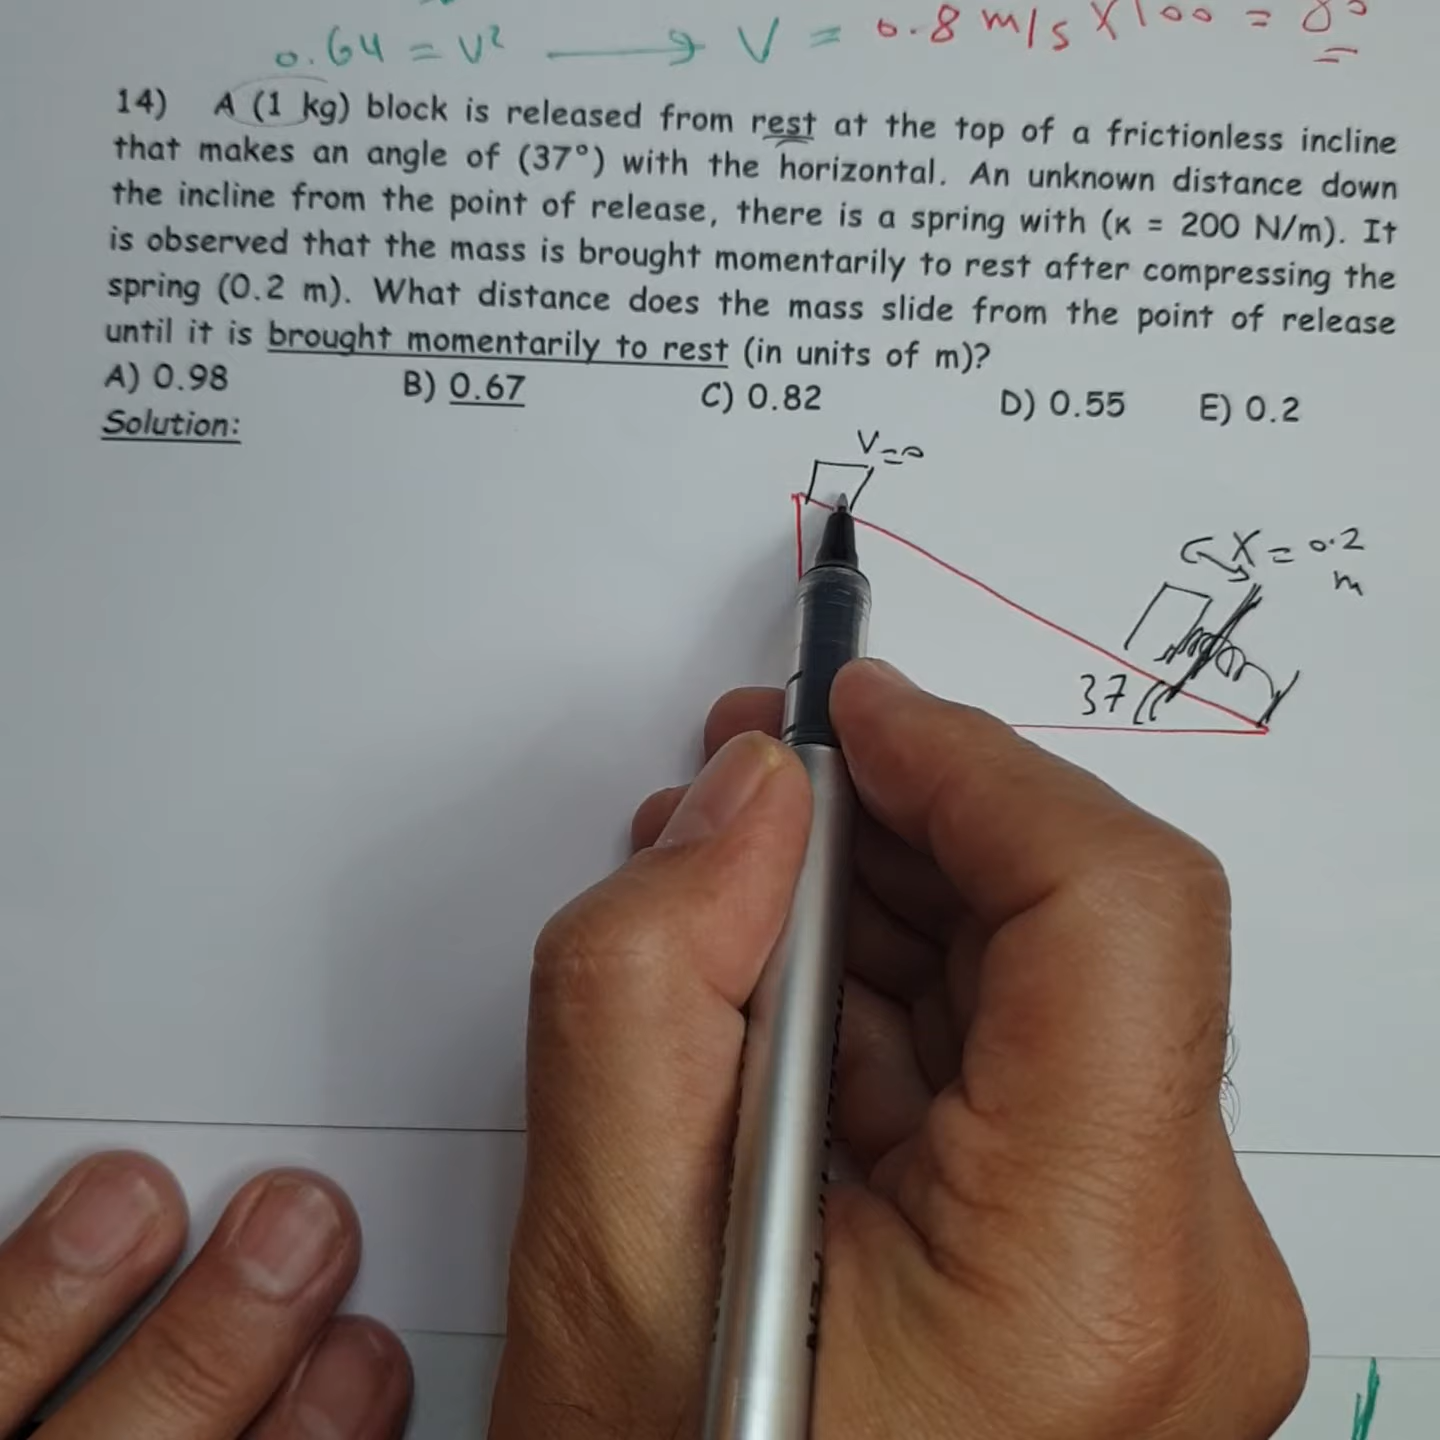 0.64 = V² → V = 0.8 m/s × 100 = 80
14) A (1 kg) block is released from rest at the top of a frictionless incline
that makes an angle of (37°) with the horizontal. An unknown distance down
the incline from the point of release, there is a spring with (κ = 200 N/m). It
is observed that the mass is brought momentarily to rest after compressing the
spring (0.2 m). What distance does the mass slide from the point of release
until it is brought momentarily to rest (in units of m)?
A) 0.98 B) 0.67 C) 0.82 D) 0.55 E) 0.2
Solution:
V=0
X = 0.2
m
37